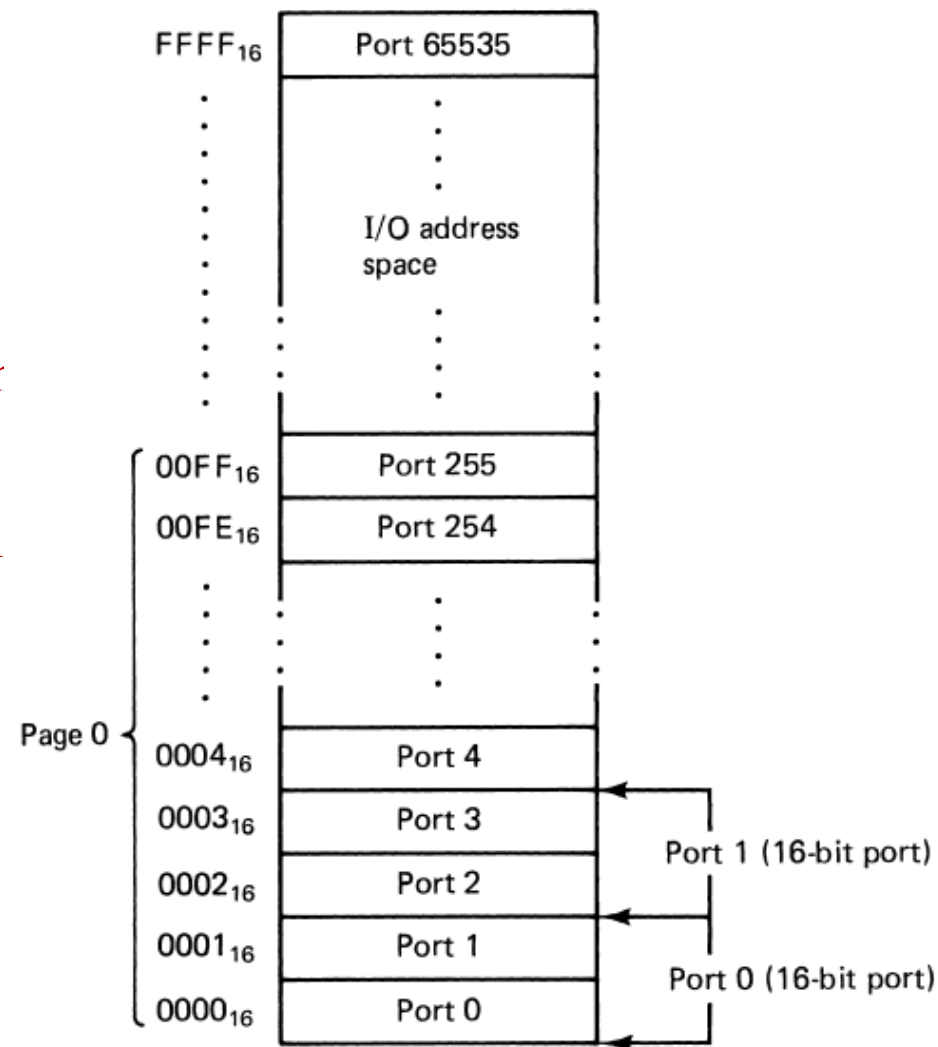 FFFF₁₆ Port 65535
I/O address
space
00FF₁₆ Port 255
00FE₁₆ Port 254
Page 0
0004₁₆ Port 4
0003₁₆ Port 3
Port 1 (16-bit port)
0002₁₆ Port 2
0001₁₆ Port 1
Port 0 (16-bit port)
0000₁₆ Port 0